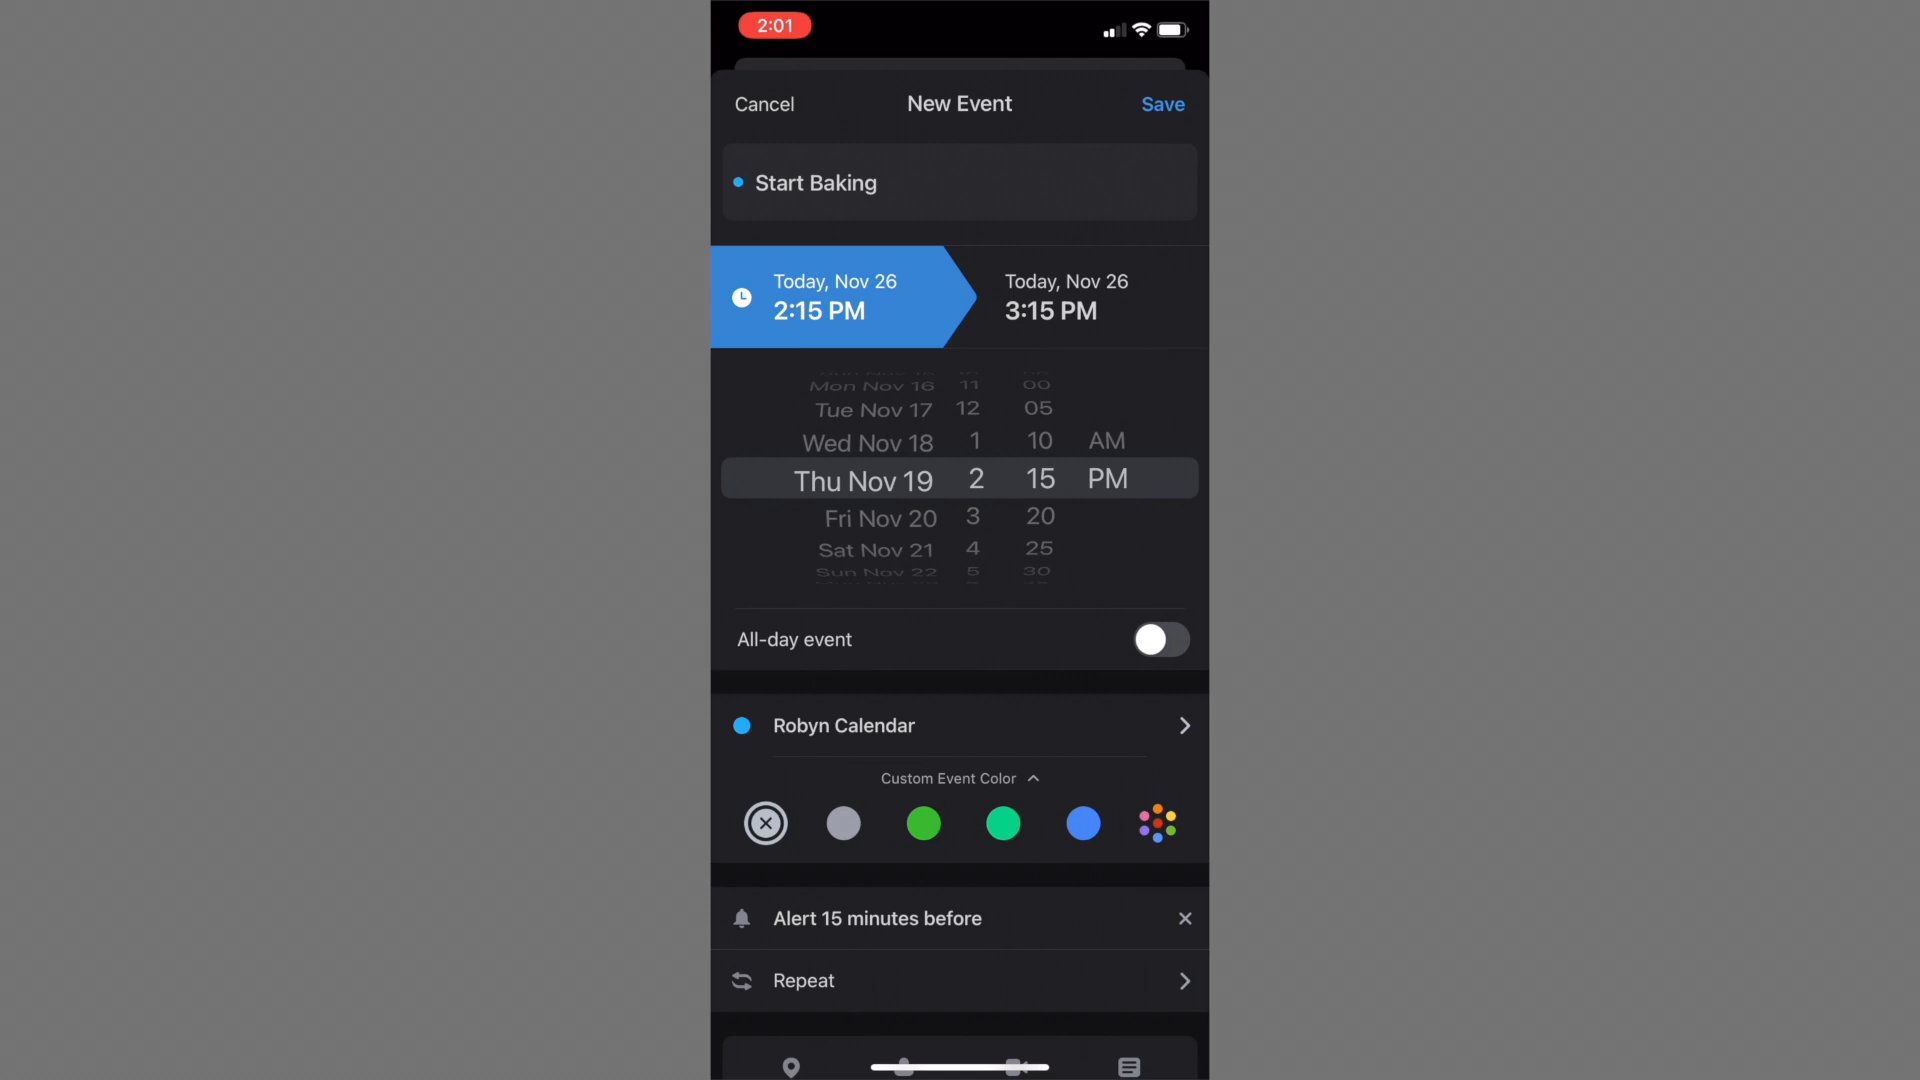 2:01
Cancel New Event Save
Start Baking
Today, Nov 26 Today, Nov 26
2:15 PM 3:15 PM
Mon Nov 16 11 00
Tue Nov 17 12 05
Wed Nov 18 1 10 AM
Thu Nov 19 2 15 PM
Fri Nov 20 3 20
Sat Nov 21 4 25
Sun Nov 22 5 30
All-day event
Robyn Calendar
Custom Event Color
Alert 15 minutes before
Repeat